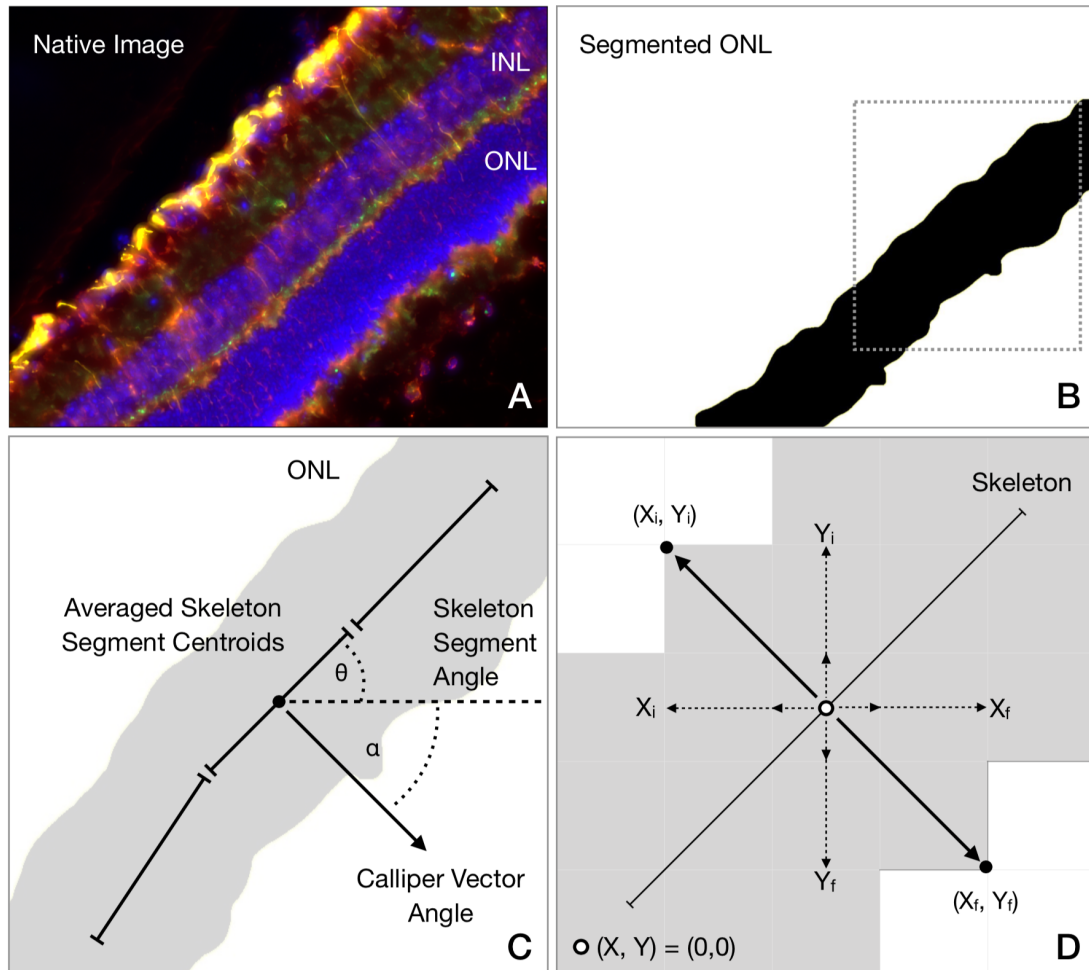 Native Image
INL
ONL
A
Segmented ONL
B
ONL
Averaged Skeleton
Segment Centroids
Skeleton
Segment
Angle
θ
α
Calliper Vector
Angle
C
Skeleton
(Xi, Yi)
Yi
Xi
Xf
Yf
(Xf, Yf)
(X, Y) = (0,0)
D